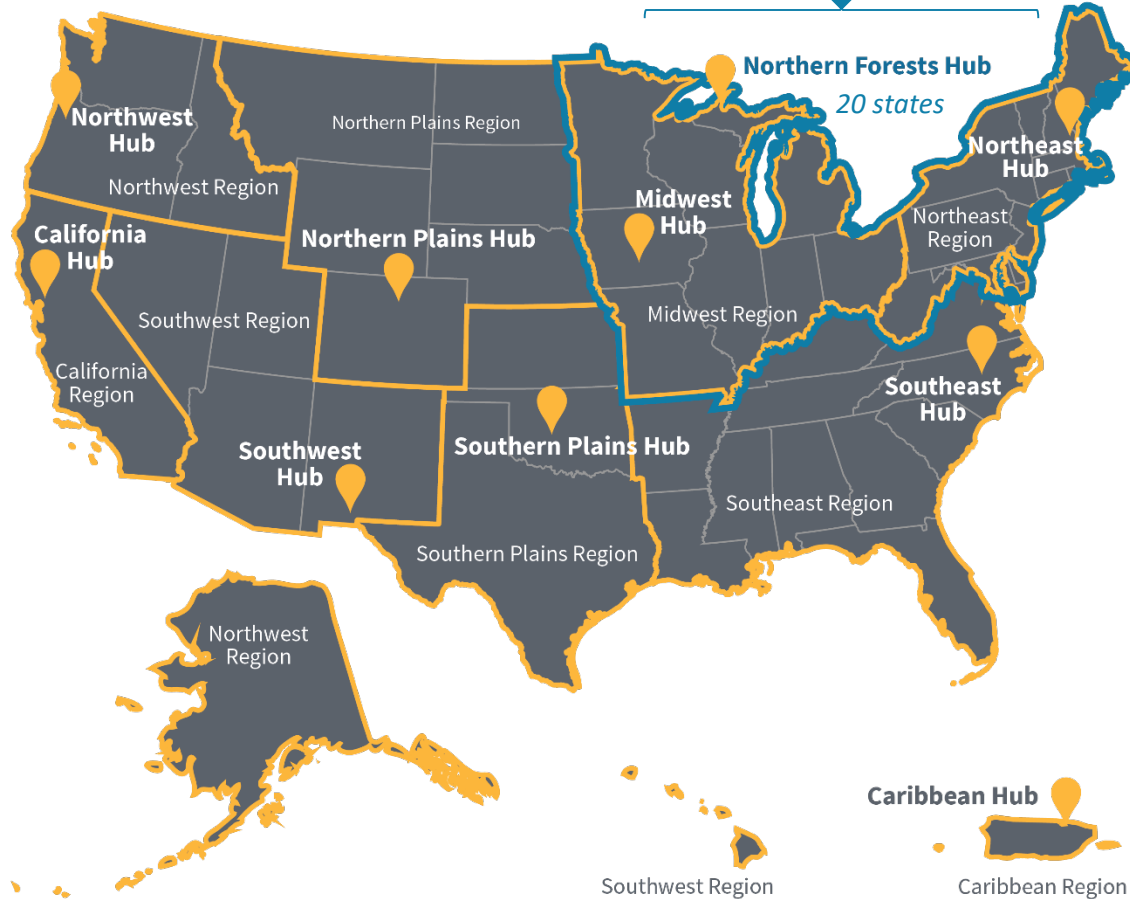 Northern Forests Hub
20 states
Northwest
Hub
Northern Plains Region
Northeast
Hub
Northwest Region
Midwest
Hub
Northeast
Region
California
Hub
Northern Plains Hub
Southwest Region
Midwest Region
California
Region
Southeast
Hub
Southwest
Hub
Southern Plains Hub
Southeast Region
Southern Plains Region
Northwest
Region
Caribbean Hub
Southwest Region
Caribbean Region